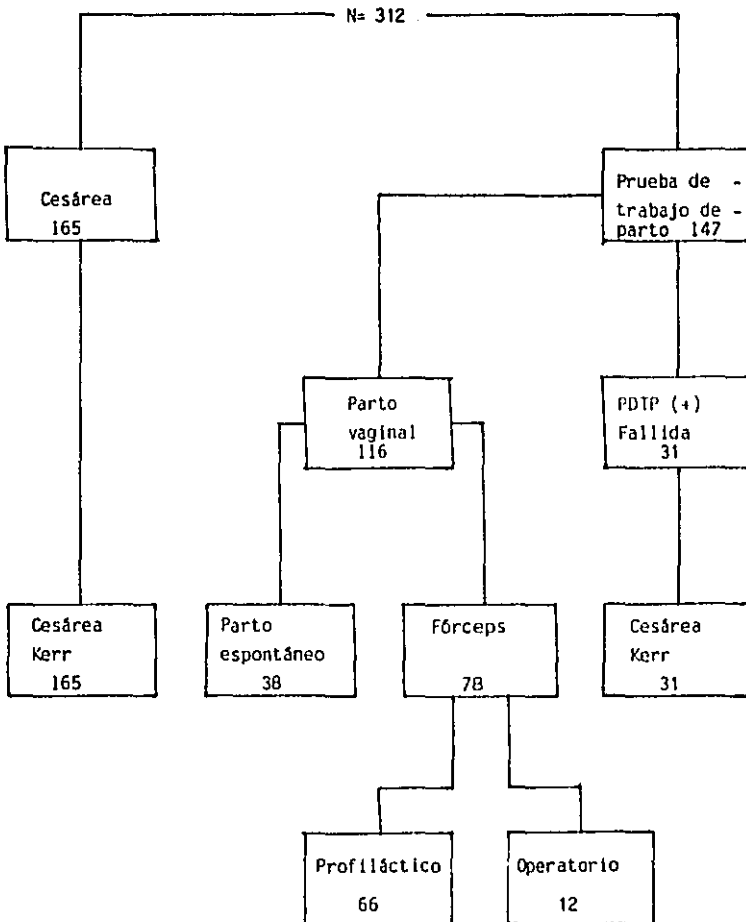 N= 312
Cesárea
165
Prueba de -
trabajo de -
parto 147
Parto
vaginal
116
PDTP (+)
Fallida
31
Cesárea
Kerr
165
Parto
espontáneo
38
Fórceps
78
Cesárea
Kerr
31
Profiláctico
66
Operatorio
12